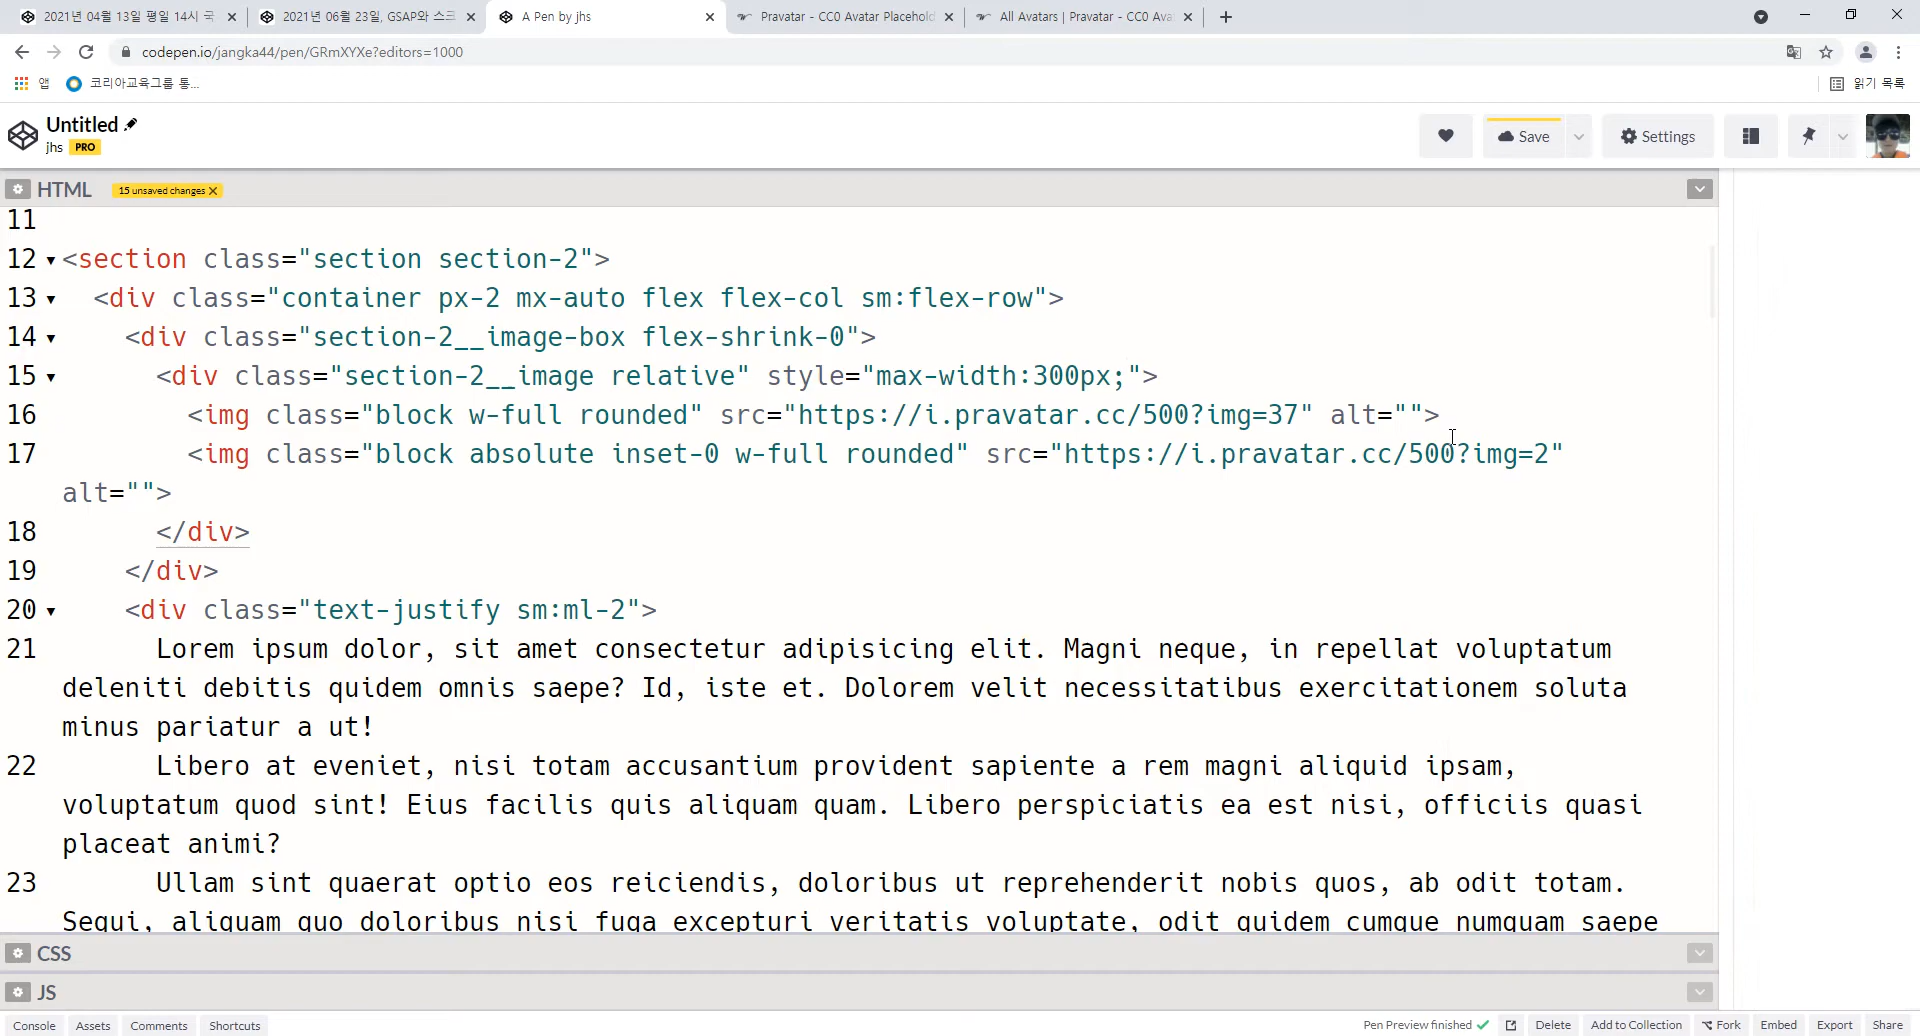 2021년 04월 13일 평일 14시 국
2021년 06월 23일, GSAP와 스크
A Pen by jhs
Pravatar - CC0 Avatar Placehold
All Avatars | Pravatar - CC0 Ava
codepen.io/jangka44/pen/GRmXYXe?editors=1000
앱
코리아교육그룹 통...
읽기 목록
Untitled
jhs PRO
Save
Settings
HTML
15 unsaved changes X
11
12 <section class="section section-2">
13 <div class="container px-2 mx-auto flex flex-col sm:flex-row">
14 <div class="section-2__image-box flex-shrink-0">
15 <div class="section-2__image relative" style="max-width:300px;">
16 <img class="block w-full rounded" src="https://i.pravatar.cc/500?img=37" alt="">
17 <img class="block absolute inset-0 w-full rounded" src="https://i.pravatar.cc/500?img=2"
alt="">
18 </div>
19 </div>
20 <div class="text-justify sm:ml-2">
21 Lorem ipsum dolor, sit amet consectetur adipisicing elit. Magni neque, in repellat voluptatum
deleniti debitis quidem omnis saepe? Id, iste et. Dolorem velit necessitatibus exercitationem soluta
minus pariatur a ut!
22 Libero at eveniet, nisi totam accusantium provident sapiente a rem magni aliquid ipsam,
voluptatum quod sint! Eius facilis quis aliquam quam. Libero perspiciatis ea est nisi, officiis quasi
placeat animi?
23 Ullam sint quaerat optio eos reiciendis, doloribus ut reprehenderit nobis quos, ab odit totam.
Sequi, aliquam quo doloribus nisi fuga excepturi veritatis voluptate, odit quidem cumque numquam saepe
CSS
JS
Console
Assets
Comments
Shortcuts
Pen Preview finished
Delete
Add to Collection
Fork
Embed
Export
Share